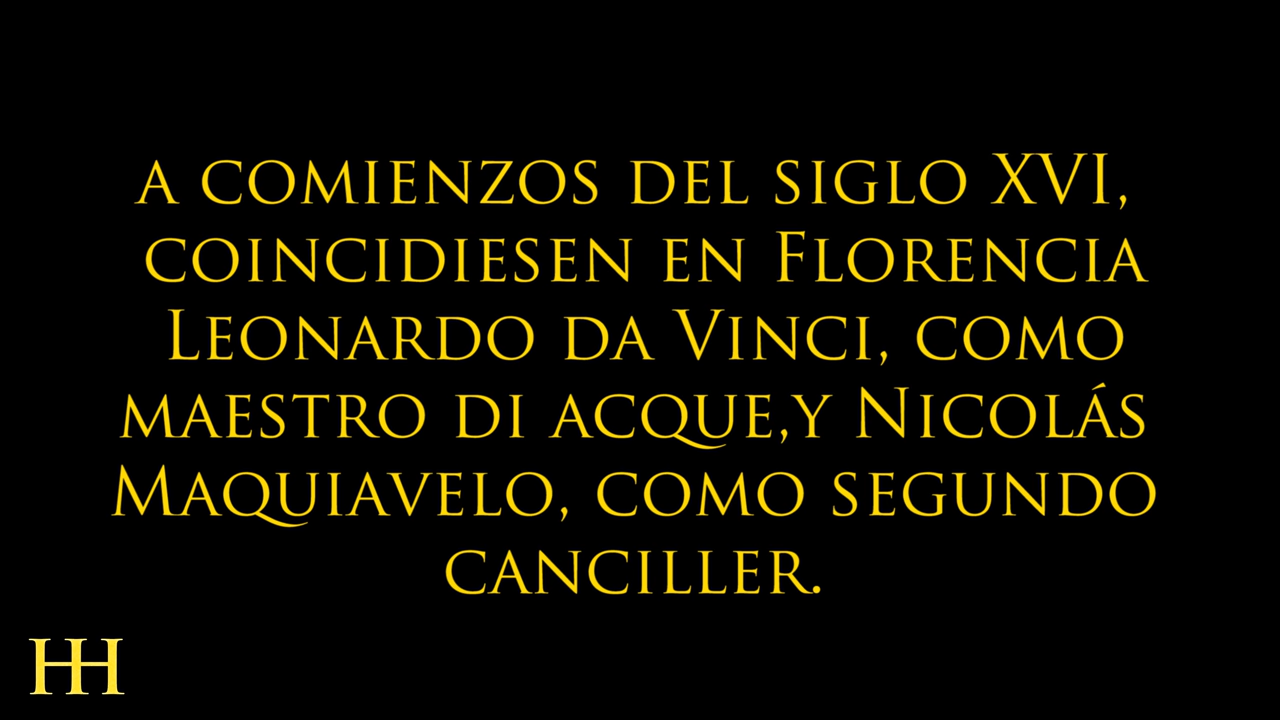 A COMIENZOS DEL SIGLO XVI,
COINCIDIESEN EN FLORENCIA
LEONARDO DA VINCI, COMO
MAESTRO DI ACQUE,Y NICOLÁS
MAQUIAVELO, COMO SEGUNDO
CANCILLER.
HH